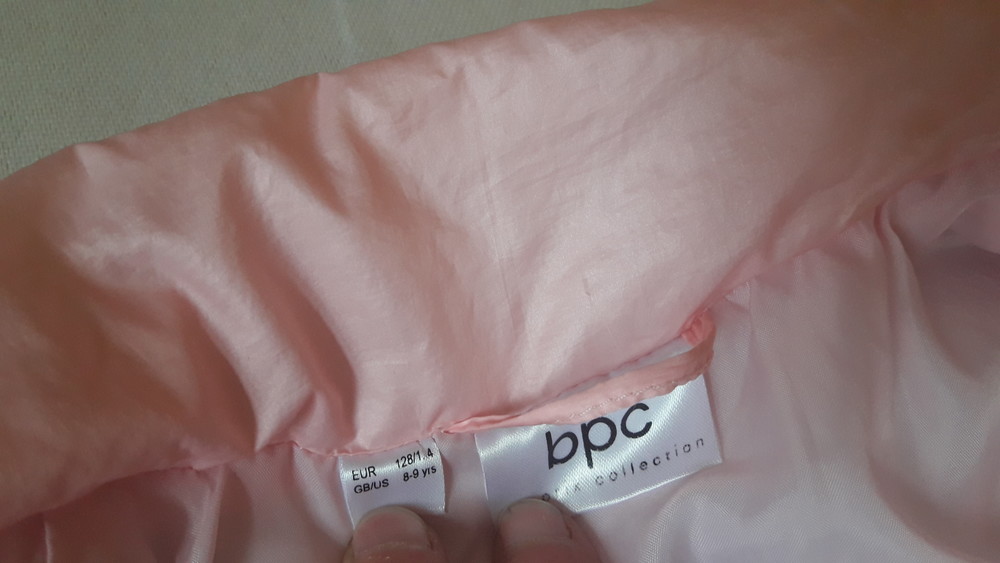 EUR 128/1 4
GB/US 8-9 yrs
bpc
collection